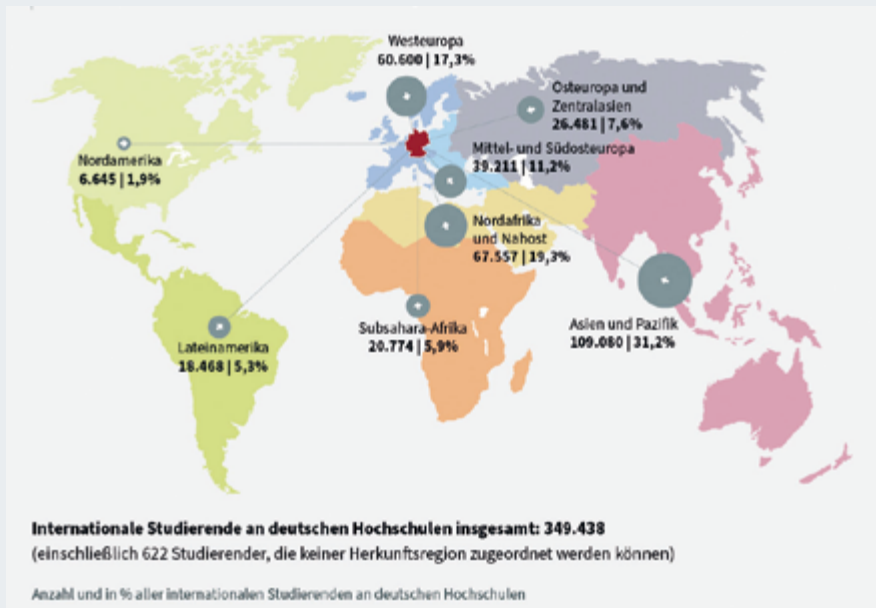 Westeuropa
60.600 | 17,3%
Osteuropa und
Zentralasien
26.481 | 7,6%
Mittel- und Südosteuropa
39.211 | 11,2%
Nordamerika
6.645 | 1,9%
Nordafrika
und Nahost
67.557 | 19,3%
Subsahara-Afrika
20.774 | 5,9%
Asien und Pazifik
109.080 | 31,2%
Lateinamerika
18.468 | 5,3%
Internationale Studierende an deutschen Hochschulen insgesamt: 349.438
(einschließlich 622 Studierender, die keiner Herkunftsregion zugeordnet werden können)
Anzahl und in % aller internationalen Studierenden an deutschen Hochschulen